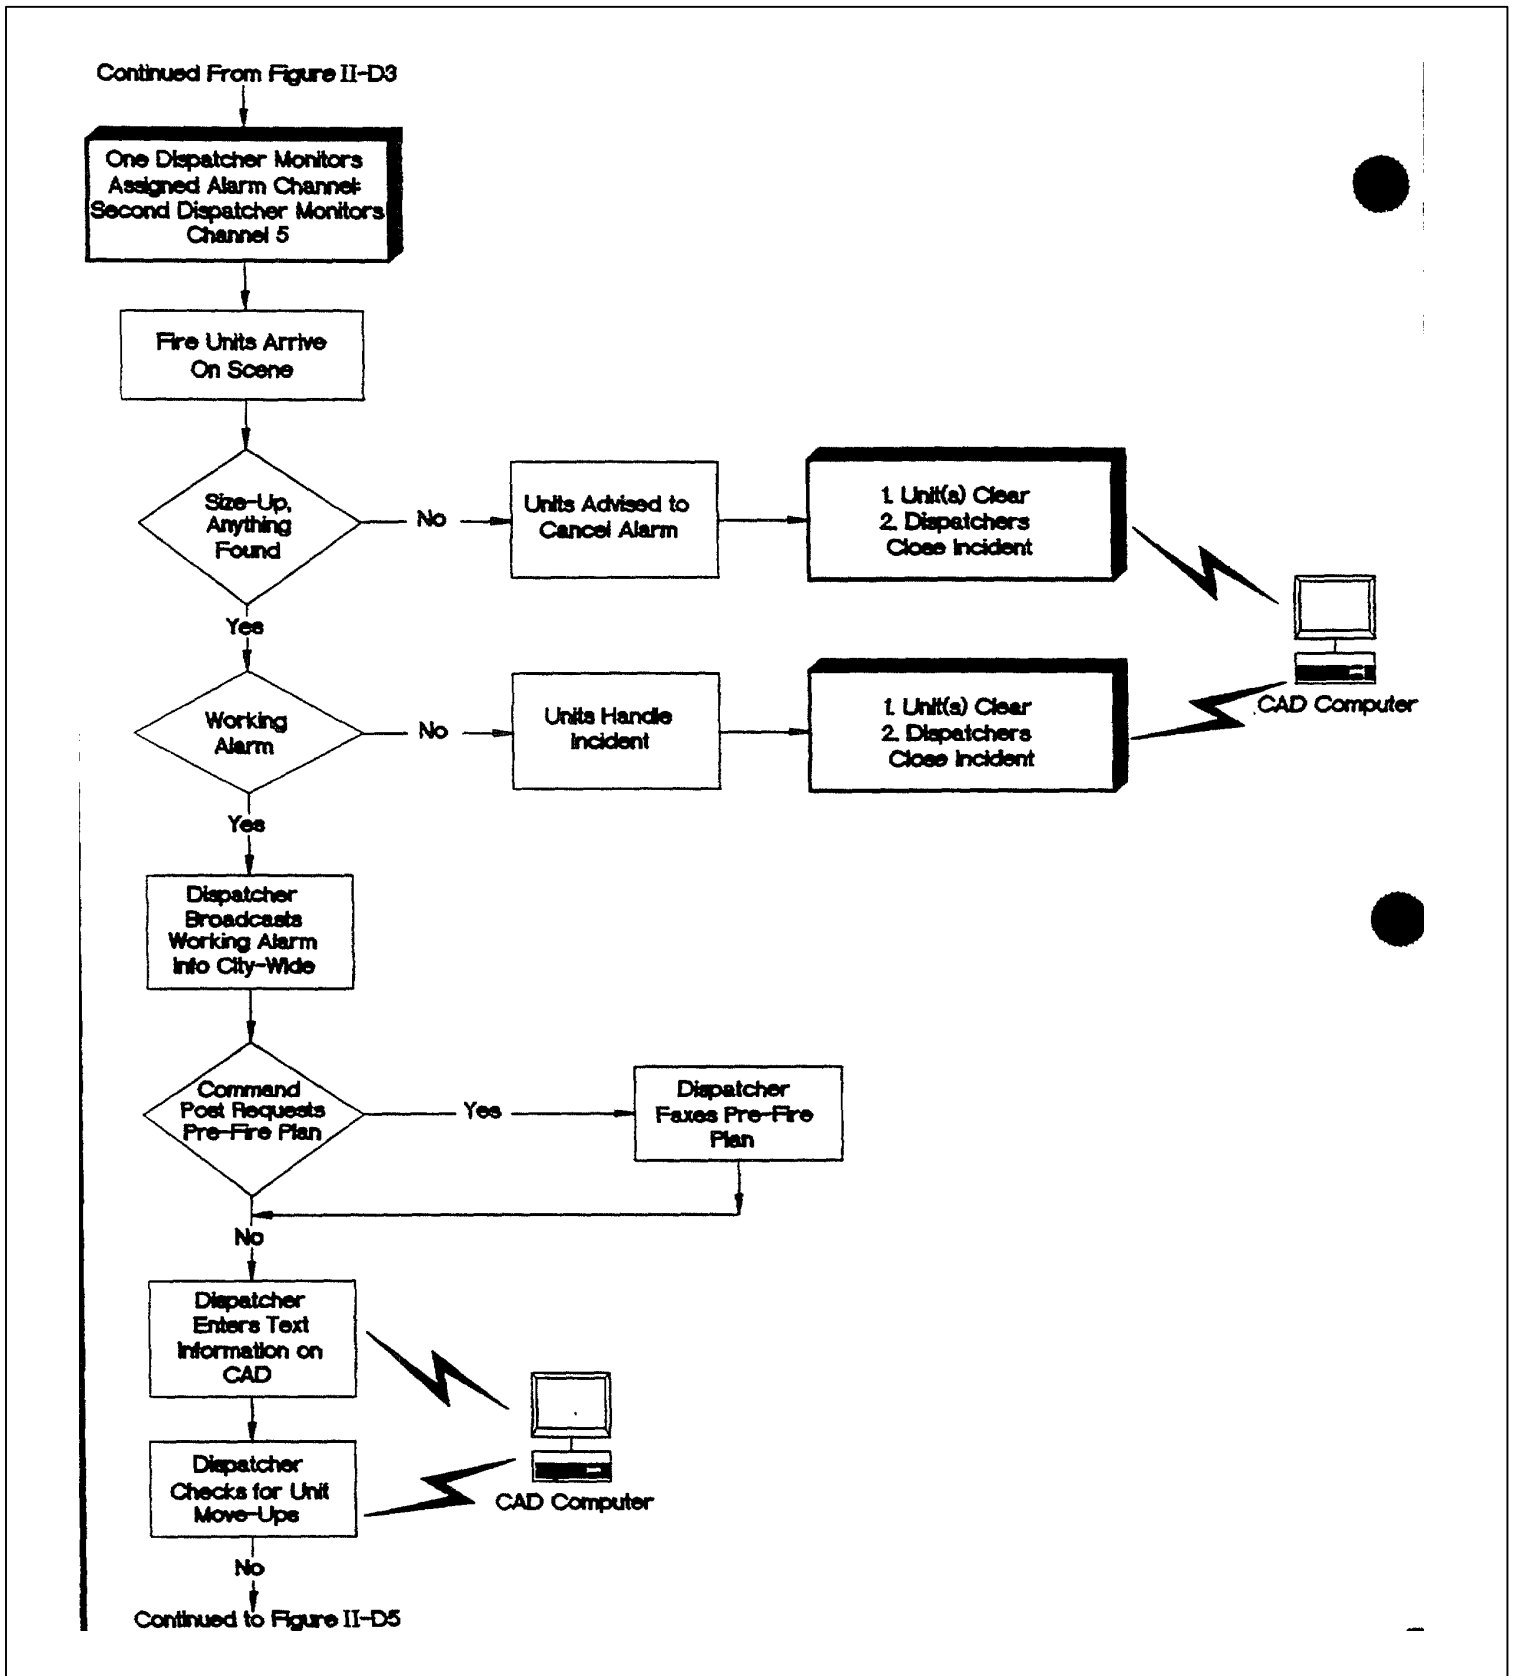 Continued From Figure II-D3
One Dispatcher Monitors
Assigned Alarm Channel:
Second Dispatcher Monitors
Channel 5
Fire Units Arrive
On Scene
Size-Up,
Anything
Found
No
Units Advised to
Cancel Alarm
1. Unit(s) Clear
2. Dispatchers
Close Incident
Yes
Working
Alarm
No
Units Handle
Incident
1. Unit(s) Clear
2. Dispatchers
Close Incident
CAD Computer
Yes
Dispatcher
Broadcasts
Working Alarm
Info City-Wide
Command
Post Requests
Pre-Fire Plan
Yes
Dispatcher
Faxes Pre-Fire
Plan
No
Dispatcher
Enters Text
Information on
CAD
Dispatcher
Checks for Unit
Move-Ups
CAD Computer
No
Continued to Figure II-D5